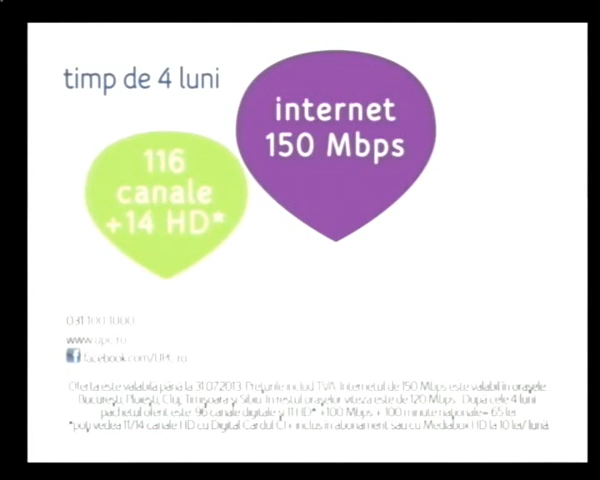 timp de 4 luni
internet
150 Mbps
116
canale
+14 HD*
031 100 1000
www.upc.ro
facebook.com/UPC.ro
Oferta este valabila pana la 31.07.2013. Preturile includ TVA. Internetul de 150 Mbps este valabil in orasele
Bucuresti, Ploiesti, Cluj, Timisoara si Sibiu. In restul oraselor viteza este de 120 Mbps. Dupa cele 4 luni
pachetul oferit este: 96 canale digitale si 11 HD* +100 Mbps + 100 minute nationale= 65 lei
*poti vedea 11/14 canale HD cu Digital Cardul CI+ inclus in abonament sau cu Mediabox HD la 10 lei/ luna.